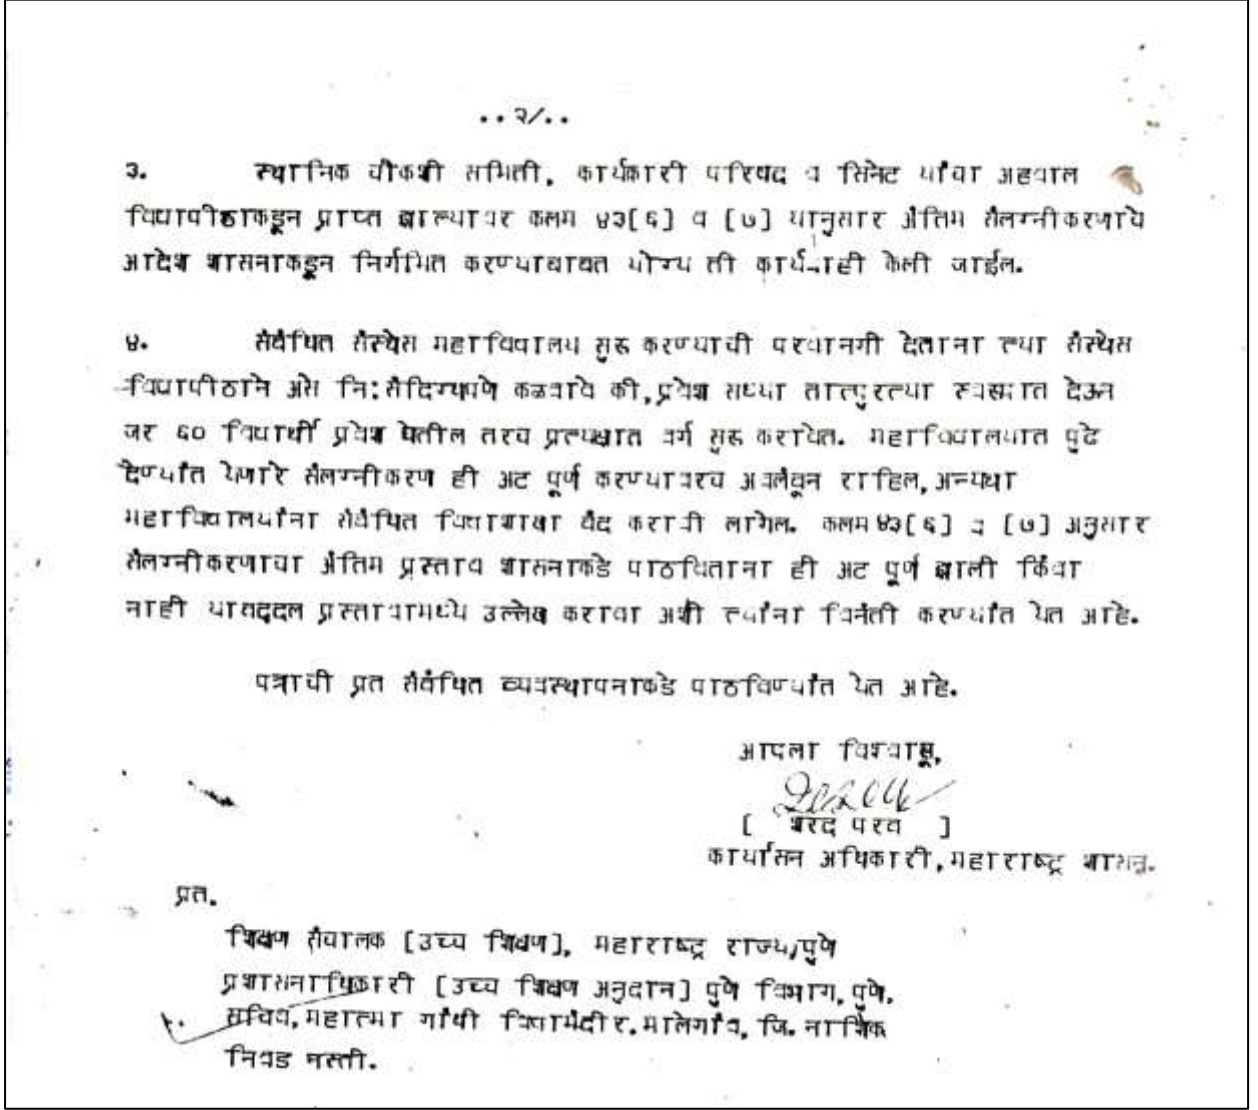 ..२/..
३. स्थानिक चौकशी समिती, कार्यकारी परिषद व सिनेट यांचा अहवाल
विद्यापीठाकडून प्राप्त झाल्यावर कलम ४३[६] व [७] यानुसार अंतिम संलग्नीकरणाचे
आदेश शासनाकडून निर्गमित करण्याबाबत योग्य ती कार्यवाही केली जाईल.
४. संबंधित संस्थेस महाविद्यालय सुरू करण्याची परवानगी देताना त्या संस्थेस
विद्यापीठाने असे नि:संदिग्धपणे कळवावे की, प्रवेश सध्या तात्पुरत्या स्वरूपात देऊन
जर ६० विद्यार्थी प्रवेश घेतील तरच प्रत्यक्षात वर्ग सुरू करावेत. महाविद्यालयात पुढे
देण्यांत येणारे संलग्नीकरण ही अट पूर्ण करण्यावरच अवलंबून राहिल, अन्यथा
महाविद्यालयांना संबंधित विद्याशाखा बंद करावी लागेल. कलम ४३[६] व [७] अनुसार
संलग्नीकरणाचा अंतिम प्रस्ताव शासनाकडे पाठविताना ही अट पूर्ण झाली किंवा
नाही याबद्दल प्रस्तावामध्ये उल्लेख करावा अशी त्यांना विनंती करण्यांत येत आहे.
पत्राची प्रत संबंधित व्यवस्थापनाकडे पाठविण्यांत येत आहे.
आपला विश्वासू,
[ शरद परब ]
कार्यासन अधिकारी, महाराष्ट्र शासन.
प्रत.
शिक्षण संचालक [उच्च शिक्षण], महाराष्ट्र राज्य/पुणे
प्रशासनाधिकारी [उच्च शिक्षण अनुदान] पुणे विभाग, पुणे,
सचिव, महात्मा गांधी विद्यामंदीर, मालेगांव, जि. नाशिक
निवड नस्ती.